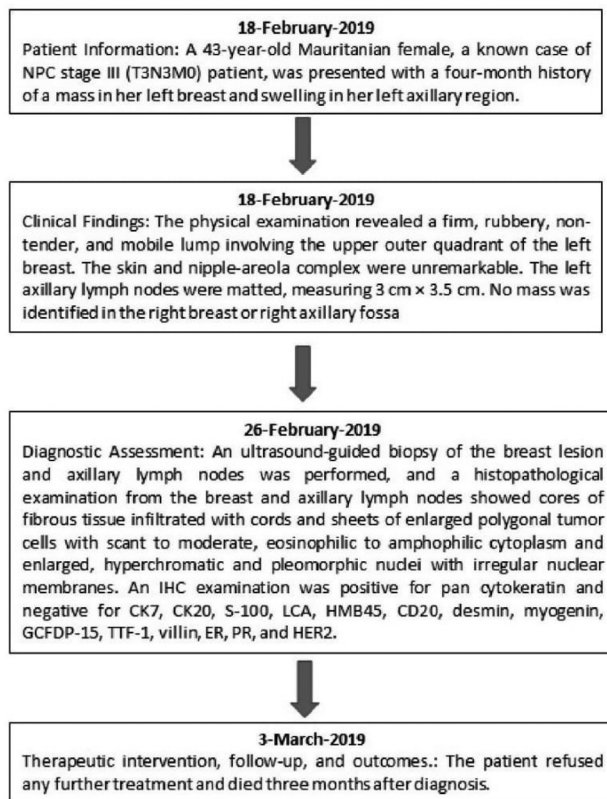 18-February-2019
Patient Information: A 43-year-old Mauritanian female, a known case of
NPC stage III (T3N3M0) patient, was presented with a four-month history
of a mass in her left breast and swelling in her left axillary region.
18-February-2019
Clinical Findings: The physical examination revealed a firm, rubbery, non-
tender, and mobile lump involving the upper outer quadrant of the left
breast. The skin and nipple-areola complex were unremarkable. The left
axillary lymph nodes were matted, measuring 3 cm × 3.5 cm. No mass was
identified in the right breast or right axillary fossa
26-February-2019
Diagnostic Assessment: An ultrasound-guided biopsy of the breast lesion
and axillary lymph nodes was performed, and a histopathological
examination from the breast and axillary lymph nodes showed cores of
fibrous tissue infiltrated with cords and sheets of enlarged polygonal tumor
cells with scant to moderate, eosinophilic to amphophilic cytoplasm and
enlarged, hyperchromatic and pleomorphic nuclei with irregular nuclear
membranes. An IHC examination was positive for pan cytokeratin and
negative for CK7, CK20, S-100, LCA, HMB45, CD20, desmin, myogenin,
GCFDP-15, TTF-1, villin, ER, PR, and HER2.
3-March-2019
Therapeutic intervention, follow-up, and outcomes.: The patient refused
any further treatment and died three months after diagnosis.